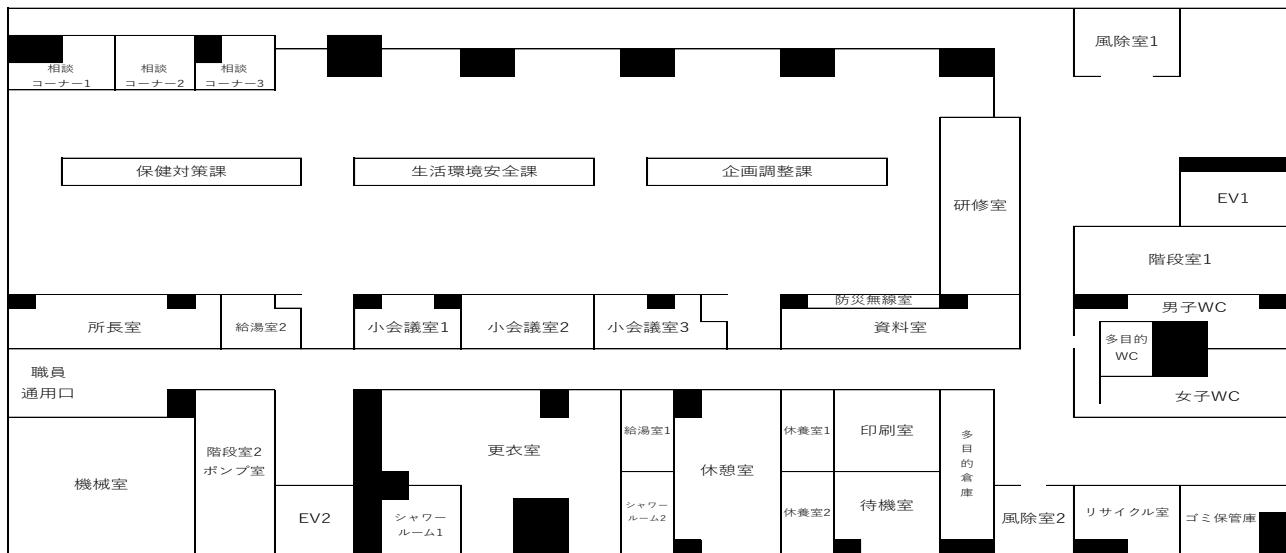 風除室1
相談
コーナー1
相談
コーナー2
相談
コーナー3
保健対策課
生活環境安全課
企画調整課
研修室
EV1
階段室1
防災無線室
男子WC
所長室
給湯室2
小会議室1
小会議室2
小会議室3
資料室
多目的
WC
職員
通用口
女子WC
階段室2
ポンプ室
機械室
更衣室
給湯室1
休憩室
休養室1
印刷室
多
目
的
倉
庫
EV2
シャワー
ルーム1
シャワー
ルーム2
休養室2
待機室
風除室2
リサイクル室
ゴミ保管庫